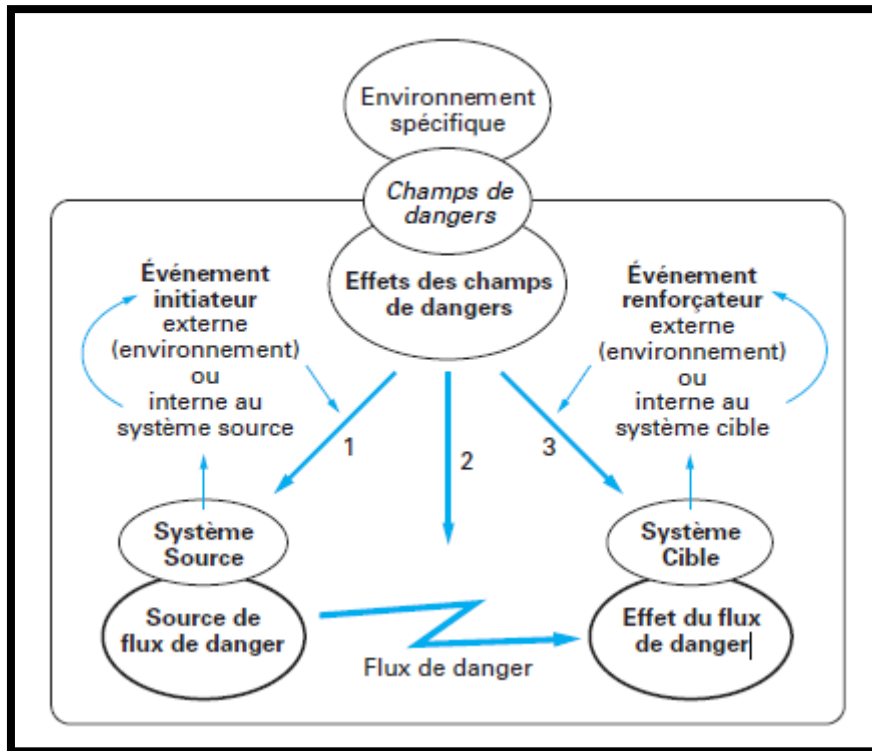 Environnement
spécifique
Champs de
dangers
Effets des champs
de dangers
Événement
initiateur
externe
(environnement)
ou
interne au
système source
Événement
renforçateur
externe
(environnement)
ou
interne au
système cible
1
2
3
Système
Source
Source de
flux de danger
Flux de danger
Système
Cible
Effet du flux
de danger